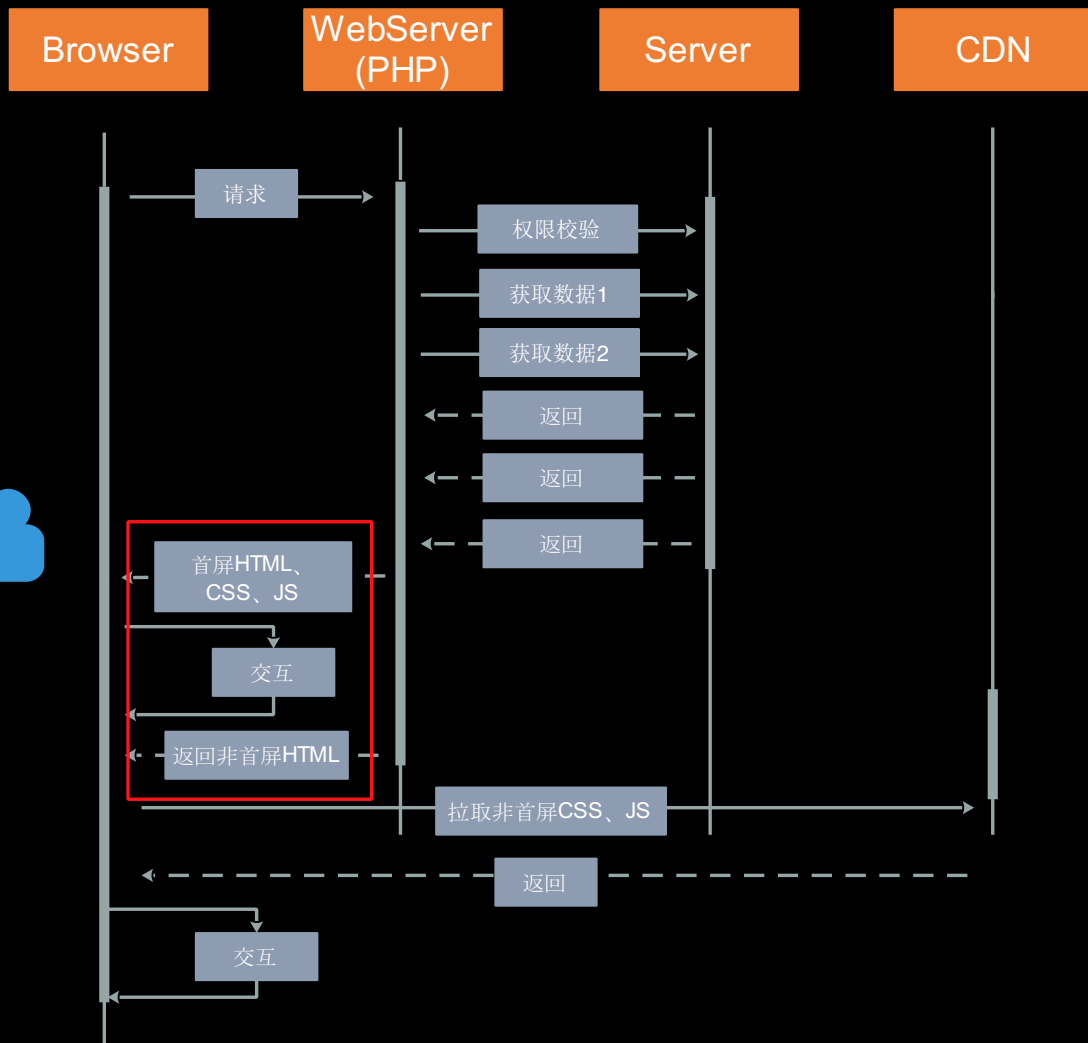 Browser
WebServer
(PHP)
Server
CDN
请求
权限校验
获取数据1
获取数据2
返回
返回
返回
首屏HTML、
CSS、JS
交互
返回非首屏HTML
拉取非首屏CSS、JS
返回
交互